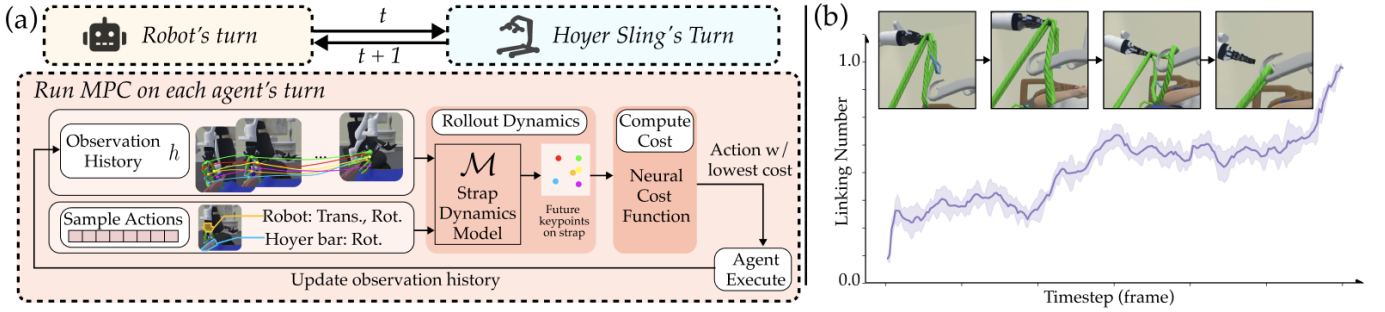 (a)
Robot's turn
t
t + 1
Hoyer Sling's Turn
Run MPC on each agent's turn
Observation
History h
...
Sample Actions
Robot: Trans., Rot.
Hoyer bar: Rot.
Rollout Dynamics
M
Strap
Dynamics
Model
Future
keypoints
on strap
Compute
Cost
Neural
Cost
Function
Action w/
lowest cost
Agent
Execute
Update observation history
(b)
Linking Number
1.0
0.0
Timestep (frame)